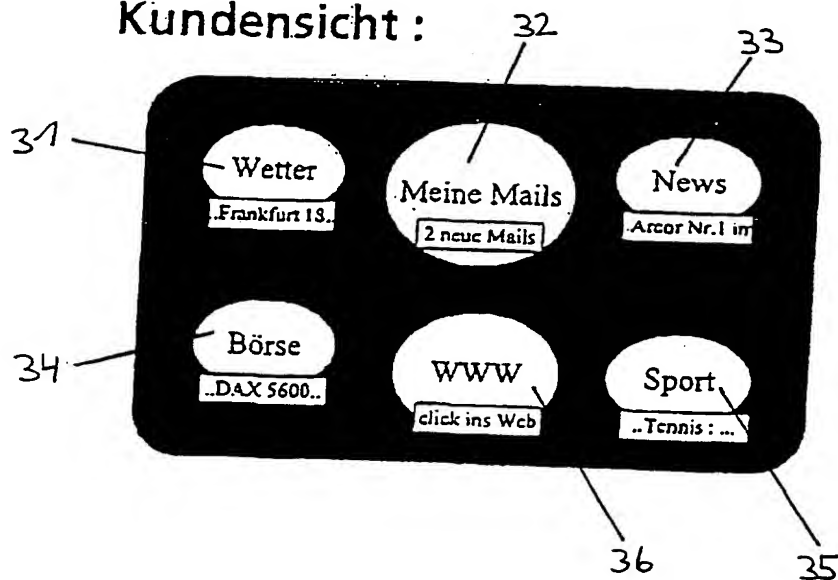 Kundensicht :
32
33
31
Wetter
..Frankfurt 18..
Meine Mails
2 neue Mails
News
.Arcor Nr.1 im
34
Börse
..DAX 5600..
WWW
click ins Web
Sport
..Tennis : ...
36
35